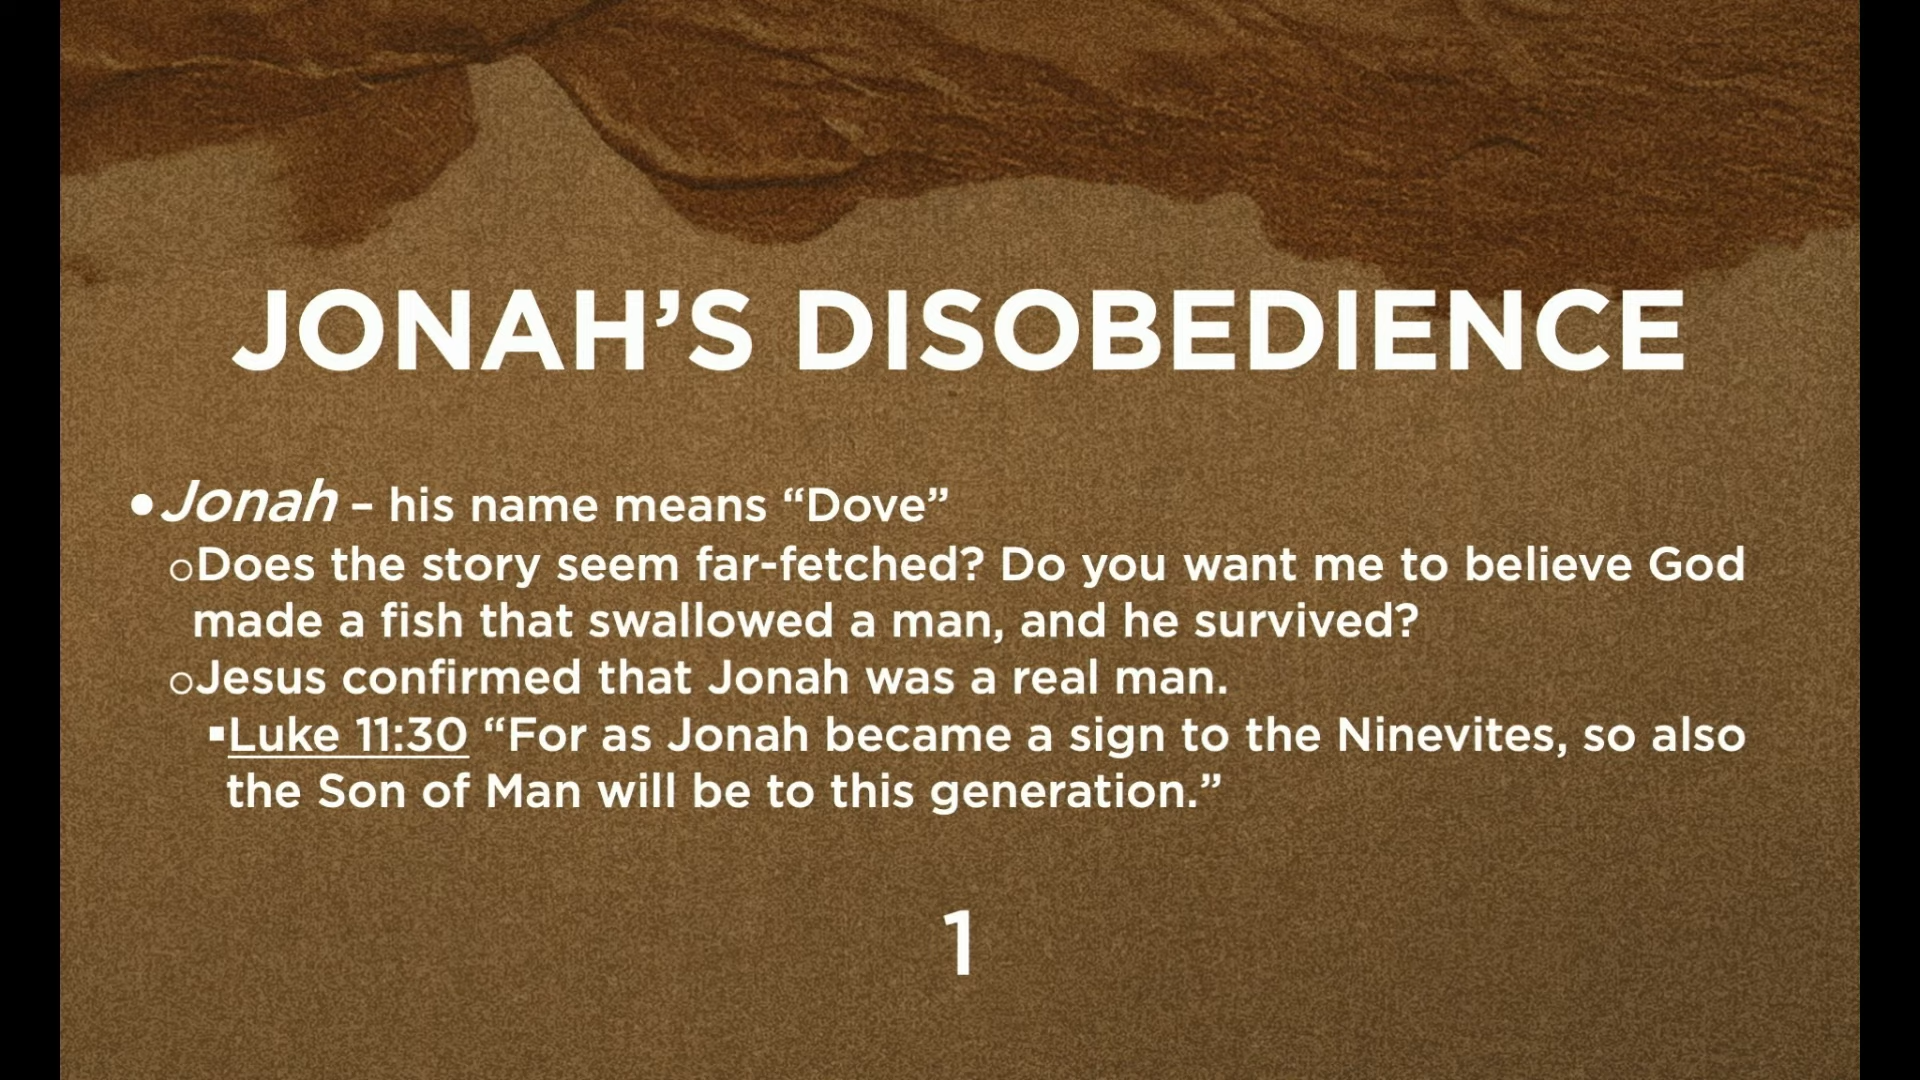 JONAH’S DISOBEDIENCE
•Jonah – his name means “Dove”
oDoes the story seem far-fetched? Do you want me to believe God
made a fish that swallowed a man, and he survived?
oJesus confirmed that Jonah was a real man.
▪Luke 11:30 “For as Jonah became a sign to the Ninevites, so also
the Son of Man will be to this generation.”
1